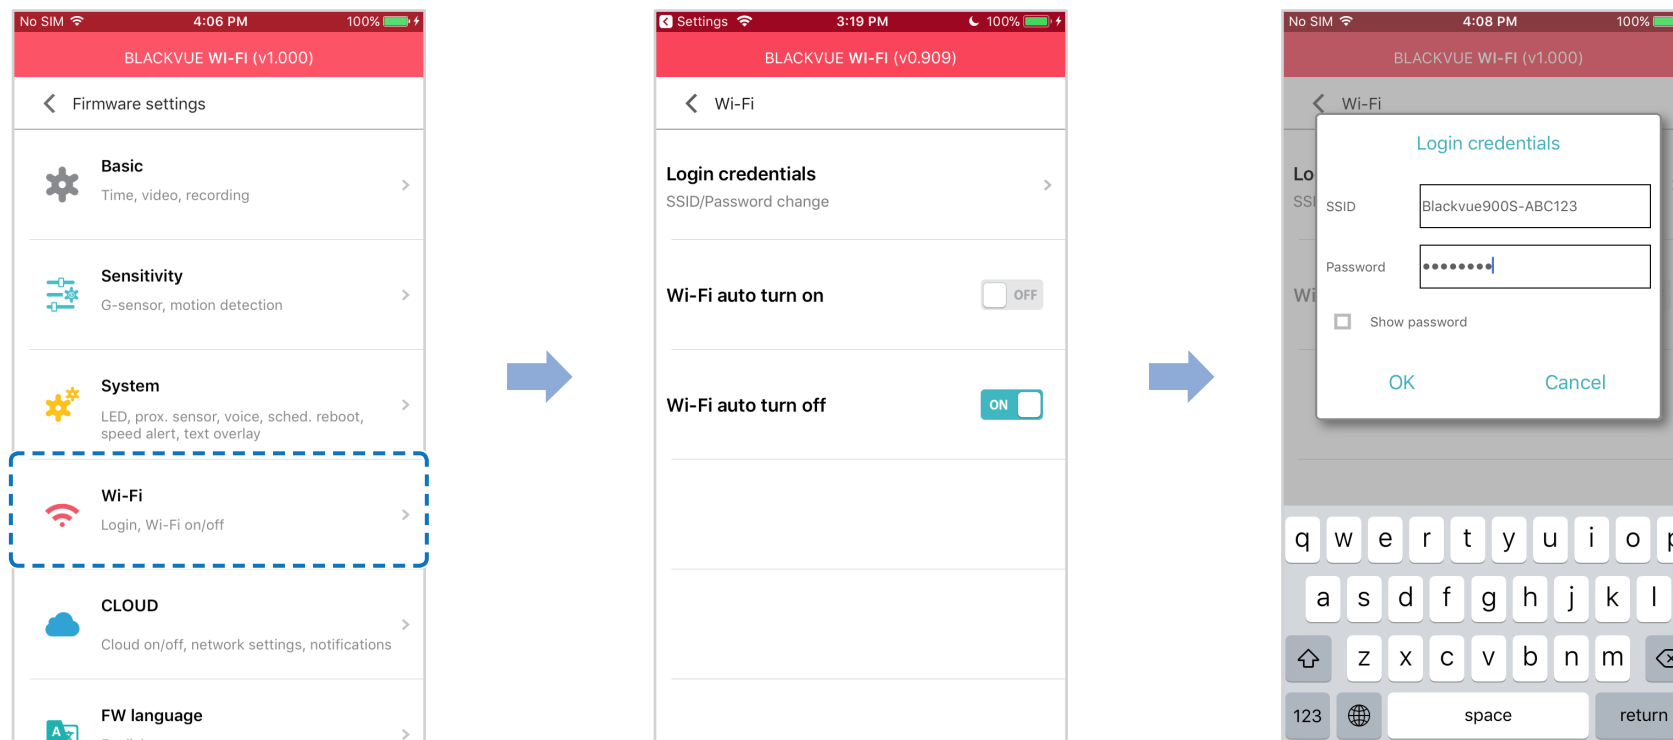 No SIM 4:06 PM 100%
BLACKVUE WI-FI (v1.000)
Firmware settings
Basic
Time, video, recording
Sensitivity
G-sensor, motion detection
System
LED, prox. sensor, voice, sched. reboot,
speed alert, text overlay
Wi-Fi
Login, Wi-Fi on/off
CLOUD
Cloud on/off, network settings, notifications
FW language
A
Settings 3:19 PM 100%
BLACKVUE WI-FI (v0.909)
Wi-Fi
Login credentials
SSID/Password change
Wi-Fi auto turn on
OFF
Wi-Fi auto turn off
ON
No SIM 4:08 PM 100%
BLACKVUE WI-FI (v1.000)
Wi-Fi
Lo
SSI
Wi
Login credentials
SSID Blackvue900S-ABC123
Password ••••••••
Show password
OK Cancel
q w e r t y u i o p
a s d f g h j k l
z x c v b n m
123 space return